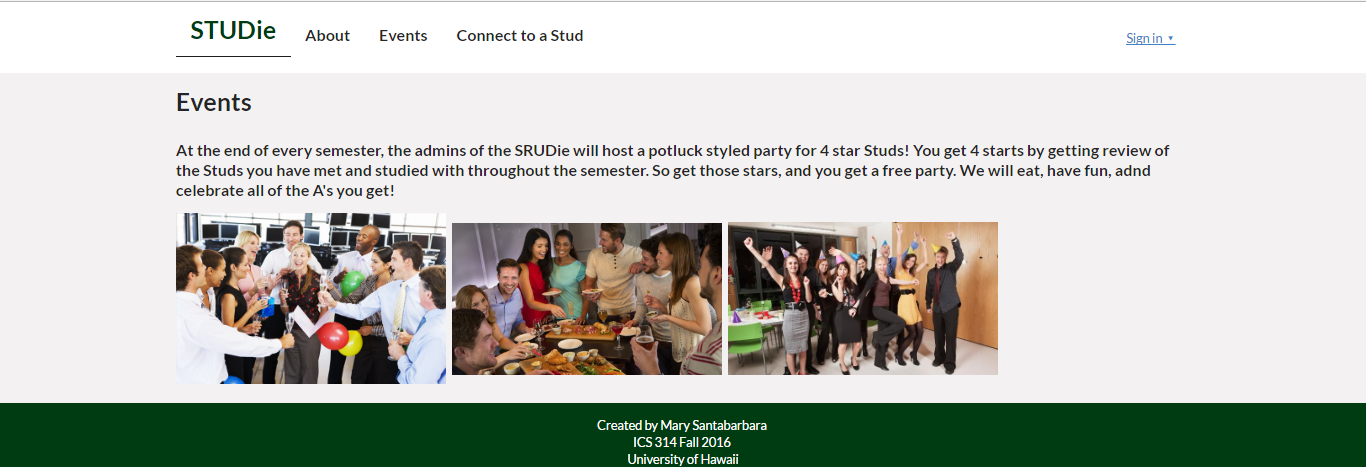 STUDie About Events Connect to a Stud Sign in ▾
Events
At the end of every semester, the admins of the SRUDie will host a potluck styled party for 4 star Studs! You get 4 starts by getting review of
the Studs you have met and studied with throughout the semester. So get those stars, and you get a free party. We will eat, have fun, adnd
celebrate all of the A's you get!
Created by Mary Santabarbara
ICS 314 Fall 2016
University of Hawaii